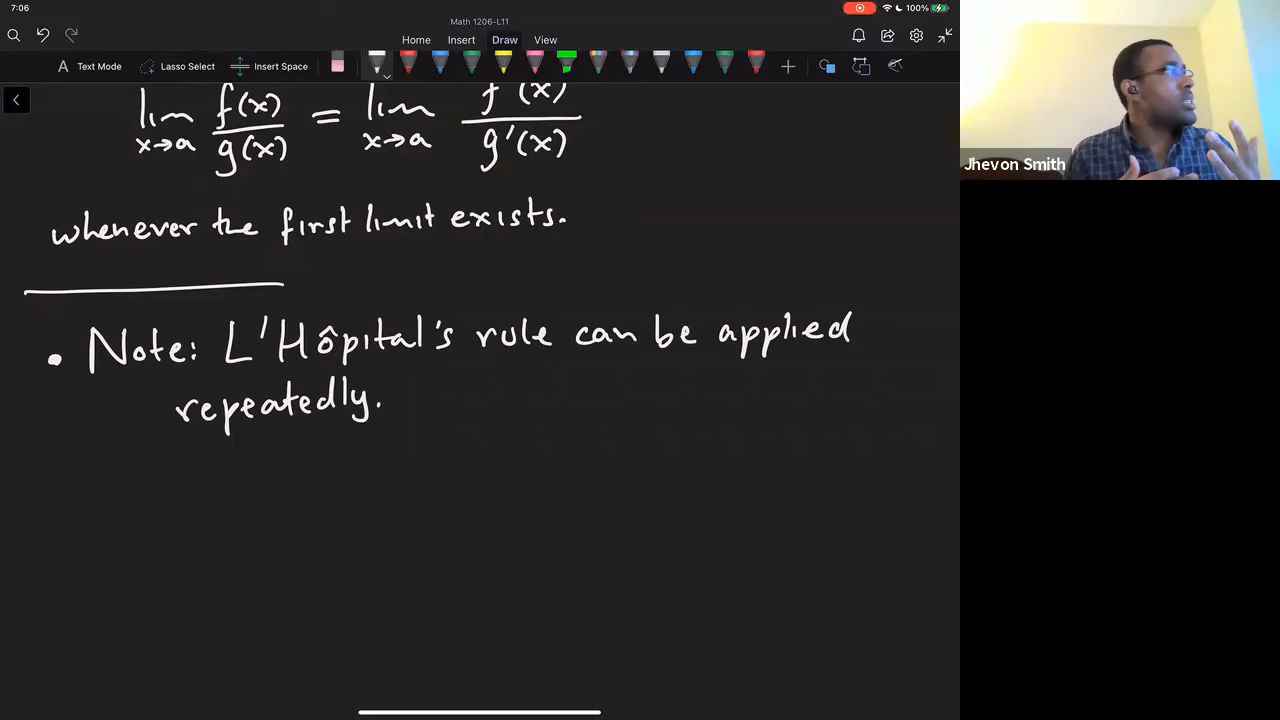 7:06
100%
Math 1206-L11
Home Insert Draw View
Text Mode Lasso Select Insert Space
lim x→a f(x)/g(x) = lim x→a f'(x)/g'(x)
whenever the first limit exists.
• Note: L'Hôpital's rule can be applied
repeatedly.
Jhevon Smith